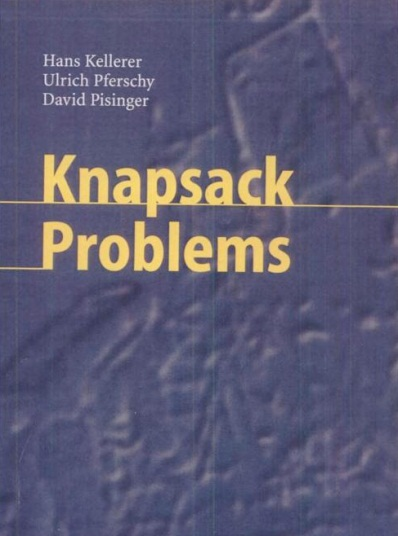 Hans Kellerer
Ulrich Pferschy
David Pisinger
Knapsack
Problems